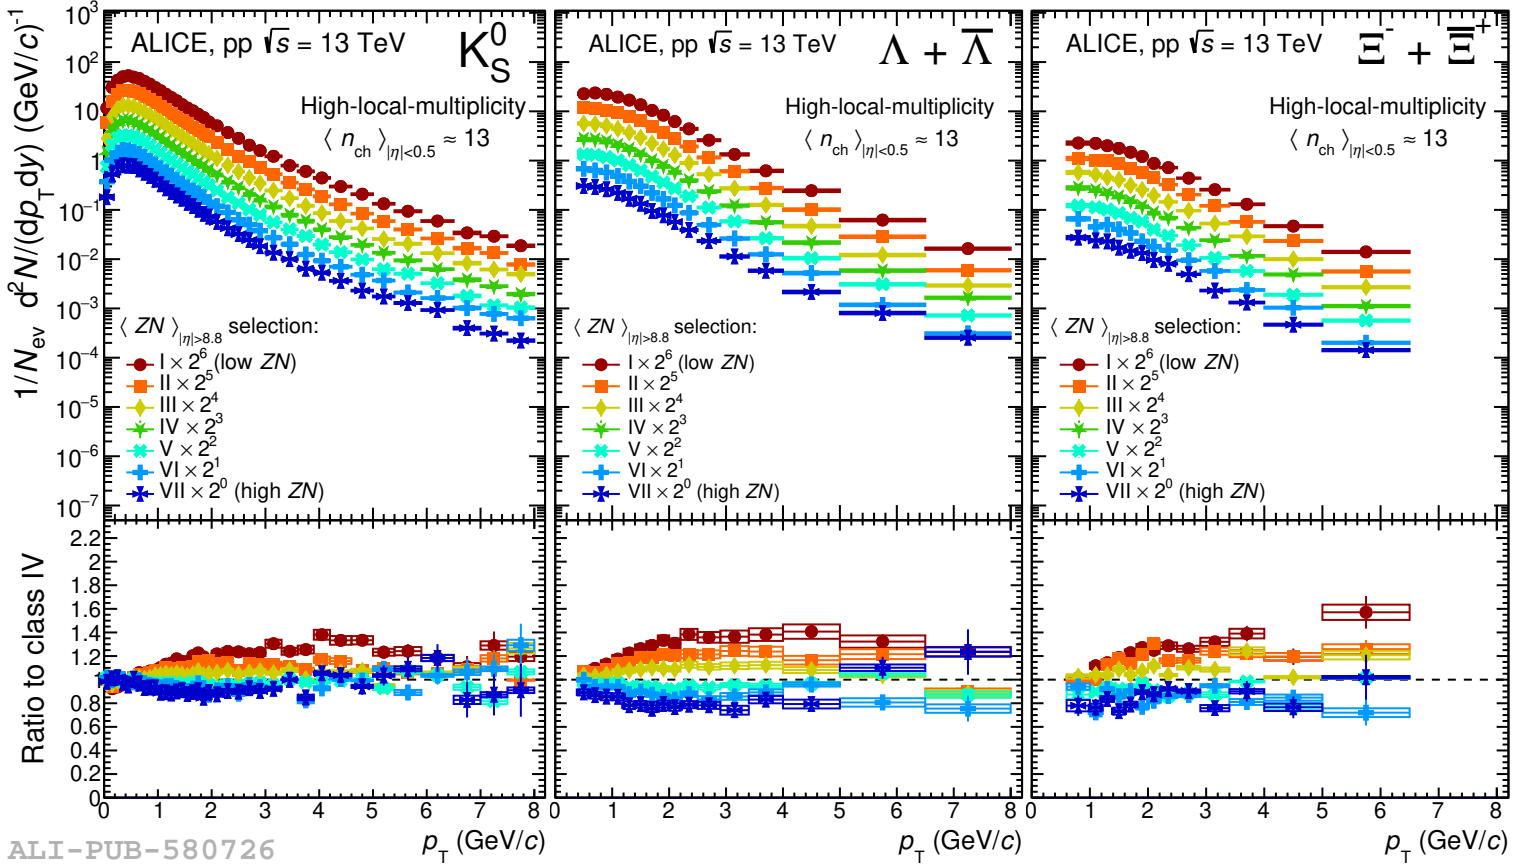 1/N_ev d²N/(dp_T dy) (GeV/c)⁻¹
10³
10²
10
1
10⁻¹
10⁻²
10⁻³
10⁻⁴
10⁻⁵
10⁻⁶
10⁻⁷
ALICE, pp √s = 13 TeV
K⁰_S
High-local-multiplicity
⟨ n_ch ⟩_|η|<0.5 ≈ 13
⟨ ZN ⟩_|η|>8.8 selection:
I × 2⁶ (low ZN)
II × 2⁵
III × 2⁴
IV × 2³
V × 2²
VI × 2¹
VII × 2⁰ (high ZN)
ALICE, pp √s = 13 TeV
Λ + Λ̅
High-local-multiplicity
⟨ n_ch ⟩_|η|<0.5 ≈ 13
⟨ ZN ⟩_|η|>8.8 selection:
I × 2⁶ (low ZN)
II × 2⁵
III × 2⁴
IV × 2³
V × 2²
VI × 2¹
VII × 2⁰ (high ZN)
ALICE, pp √s = 13 TeV
Ξ⁻ + Ξ̅⁺
High-local-multiplicity
⟨ n_ch ⟩_|η|<0.5 ≈ 13
⟨ ZN ⟩_|η|>8.8 selection:
I × 2⁶ (low ZN)
II × 2⁵
III × 2⁴
IV × 2³
V × 2²
VI × 2¹
VII × 2⁰ (high ZN)
Ratio to class IV
2.2
2
1.8
1.6
1.4
1.2
1
0.8
0.6
0.4
0.2
0
0 1 2 3 4 5 6 7 8
p_T (GeV/c)
0 1 2 3 4 5 6 7 8
p_T (GeV/c)
0 1 2 3 4 5 6 7 8
p_T (GeV/c)
ALI-PUB-580726